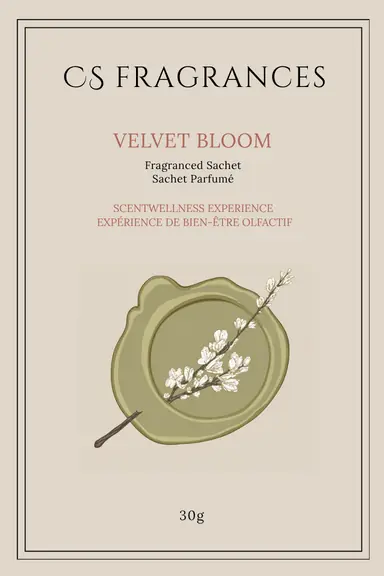 CS FRAGRANCES
VELVET BLOOM
Fragranced Sachet
Sachet Parfumé
SCENTWELLNESS EXPERIENCE
EXPÉRIENCE DE BIEN-ÊTRE OLFACTIF
30g